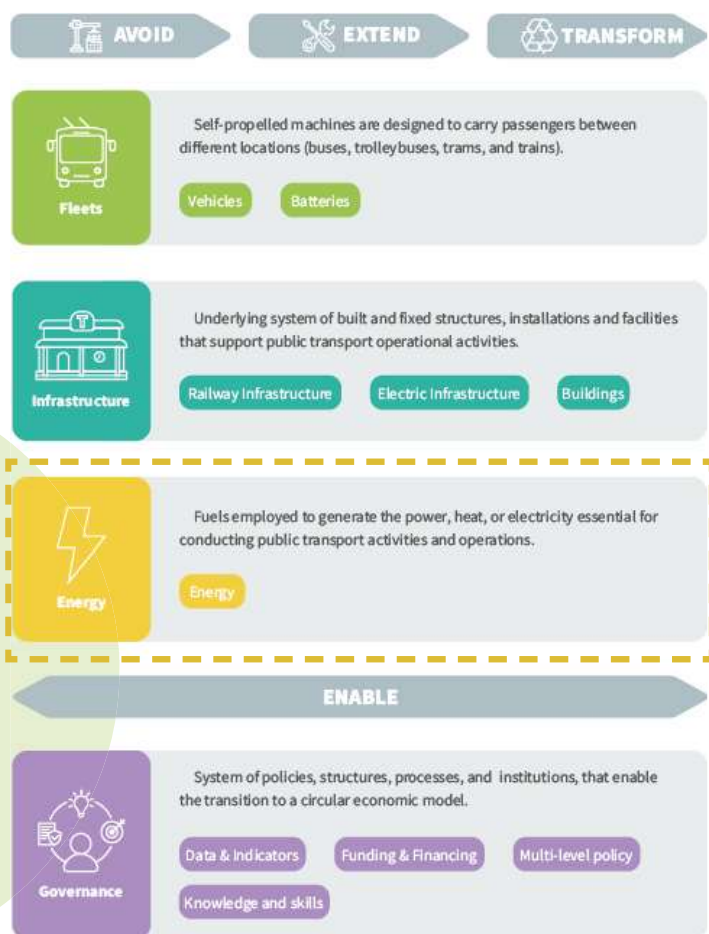 AVOID
EXTEND
TRANSFORM
Self-propelled machines are designed to carry passengers between
different locations (buses, trolleybuses, trams, and trains).
Fleets
Vehicles
Batteries
T
Underlying system of built and fixed structures, installations and facilities
that support public transport operational activities.
Infrastructure
Railway Infrastructure
Electric Infrastructure
Buildings
Fuels employed to generate the power, heat, or electricity essential for
conducting public transport activities and operations.
Energy
Energy
ENABLE
System of policies, structures, processes, and institutions, that enable
the transition to a circular economic model.
Governance
Data & Indicators
Funding & Financing
Multi-level policy
Knowledge and skills